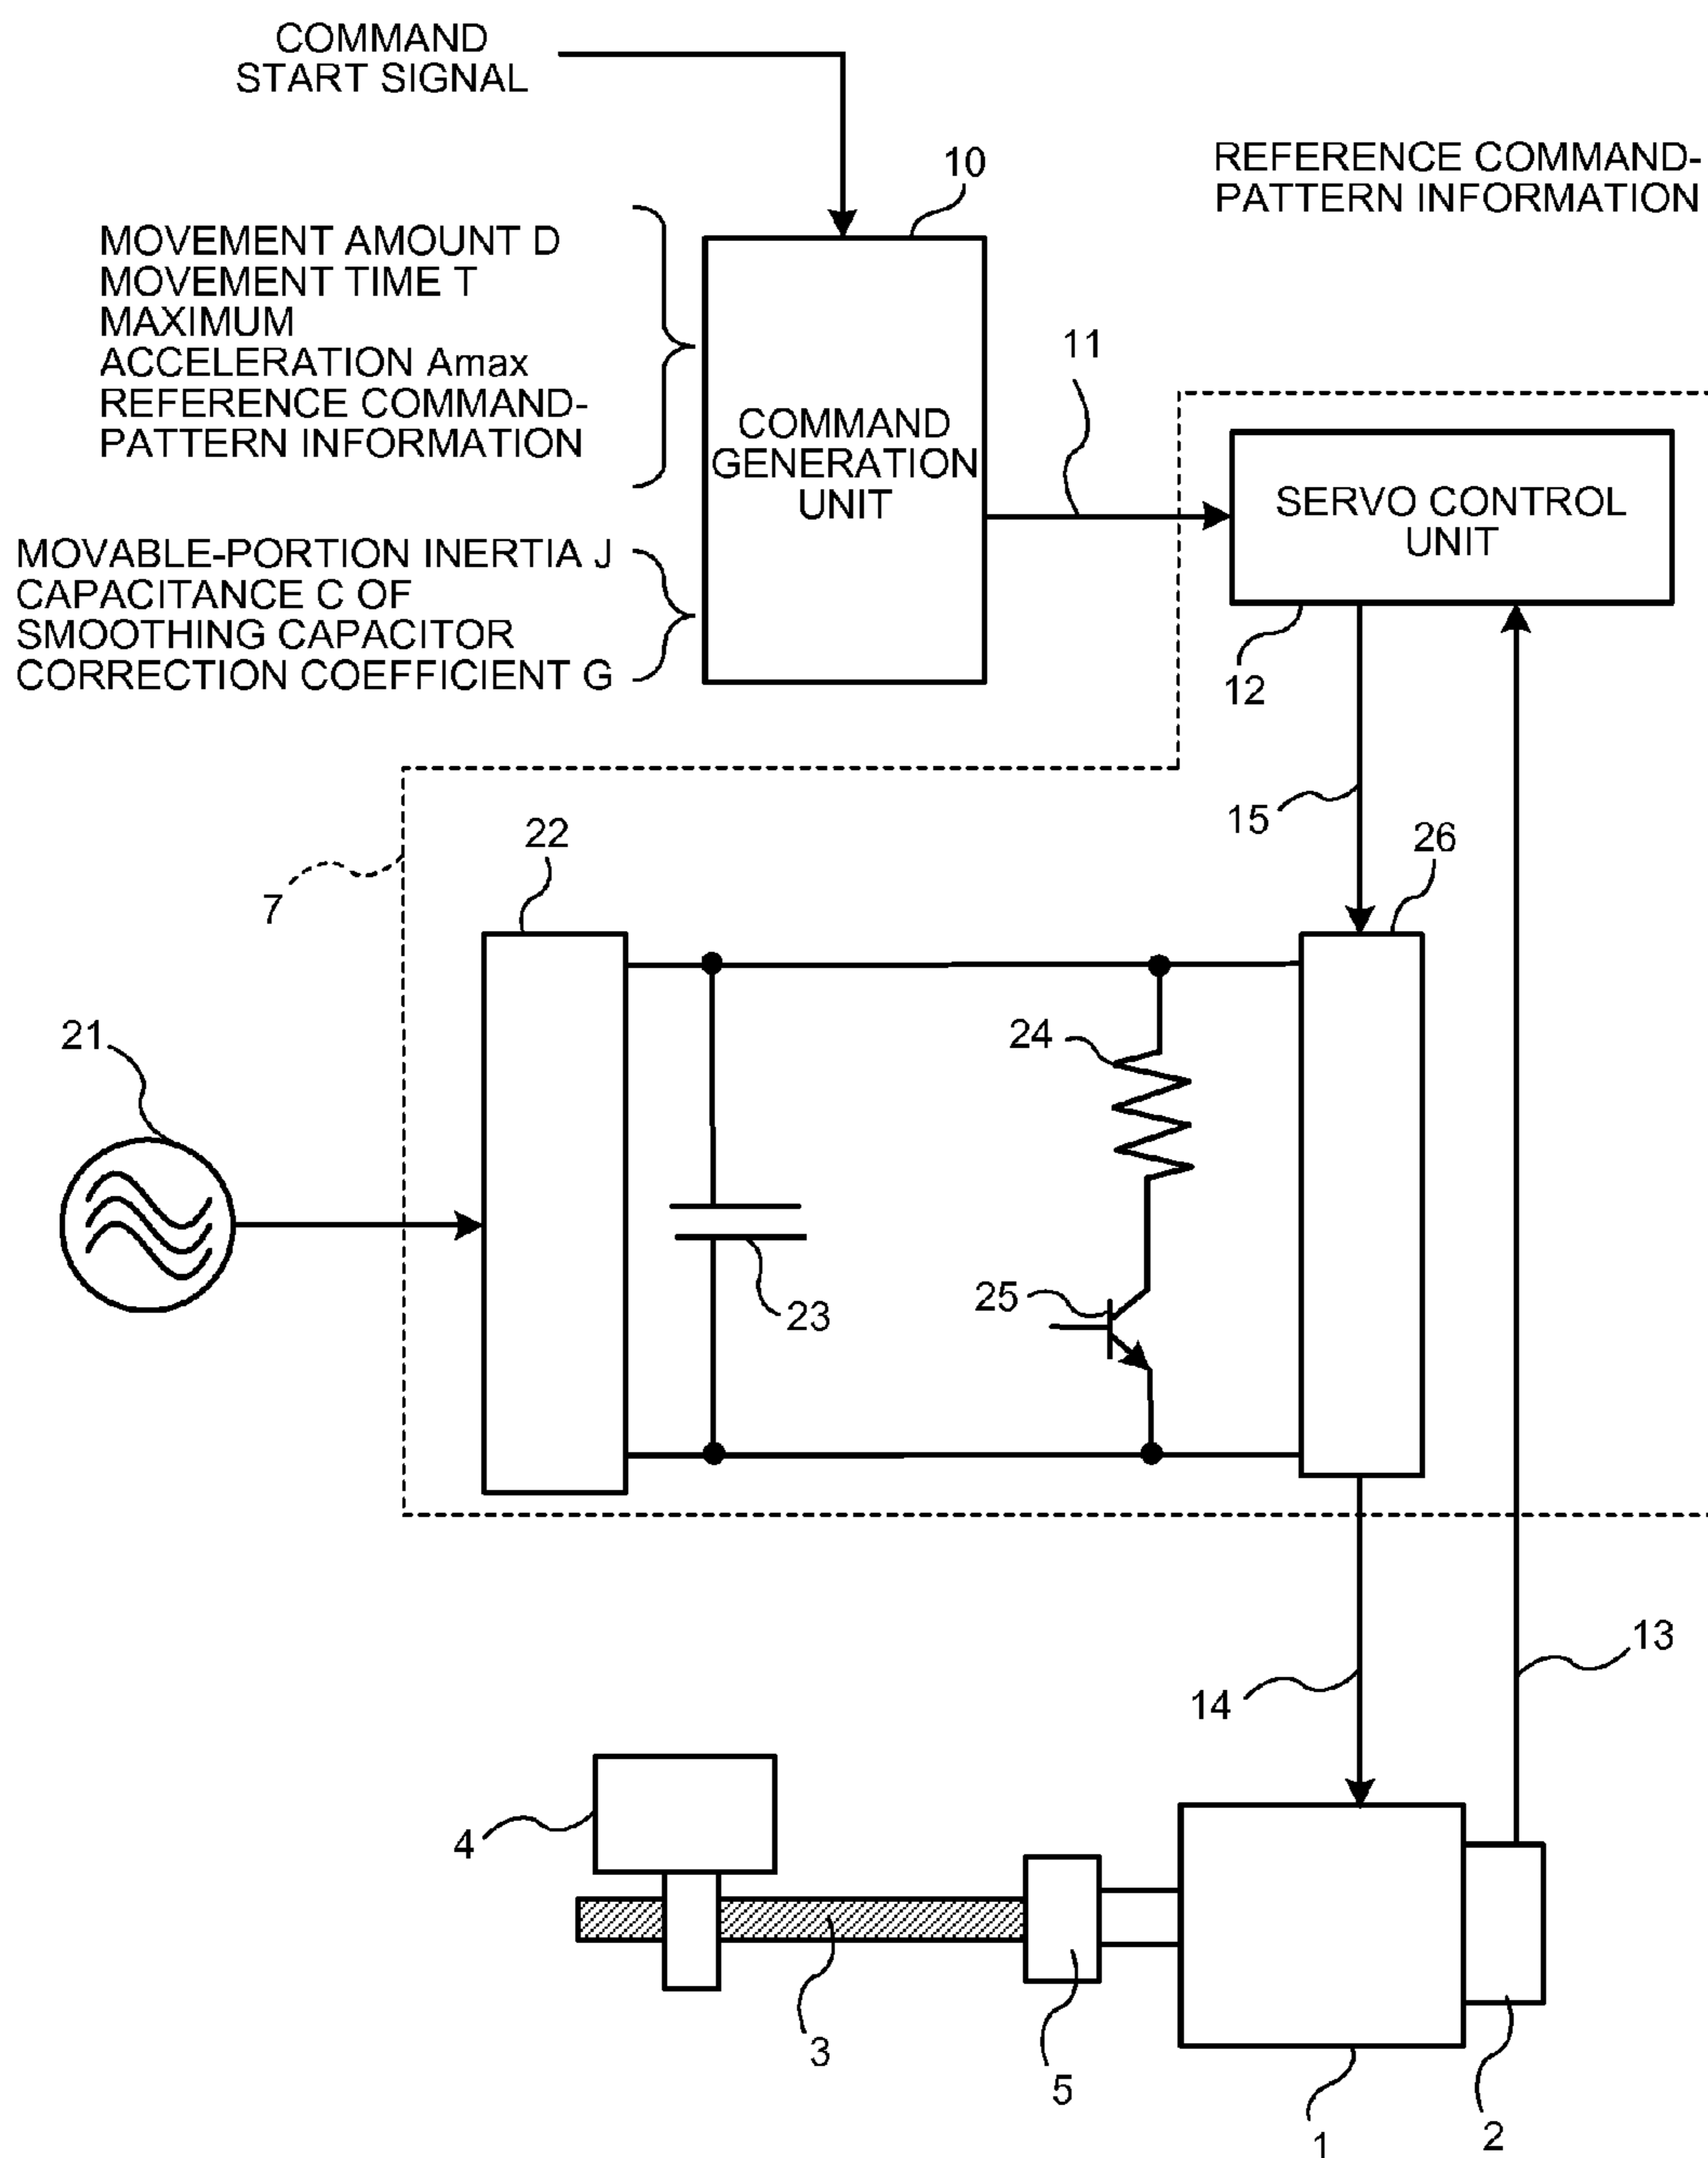 COMMAND
START SIGNAL
10
REFERENCE COMMAND-
PATTERN INFORMATION
MOVEMENT AMOUNT D
MOVEMENT TIME T
MAXIMUM
ACCELERATION Amax
REFERENCE COMMAND-
PATTERN INFORMATION
COMMAND
GENERATION
UNIT
11
SERVO CONTROL
UNIT
MOVABLE-PORTION INERTIA J
CAPACITANCE C OF
SMOOTHING CAPACITOR
CORRECTION COEFFICIENT G
12
15
22
26
7
21
24
23
25
13
14
4
3
5
1
2